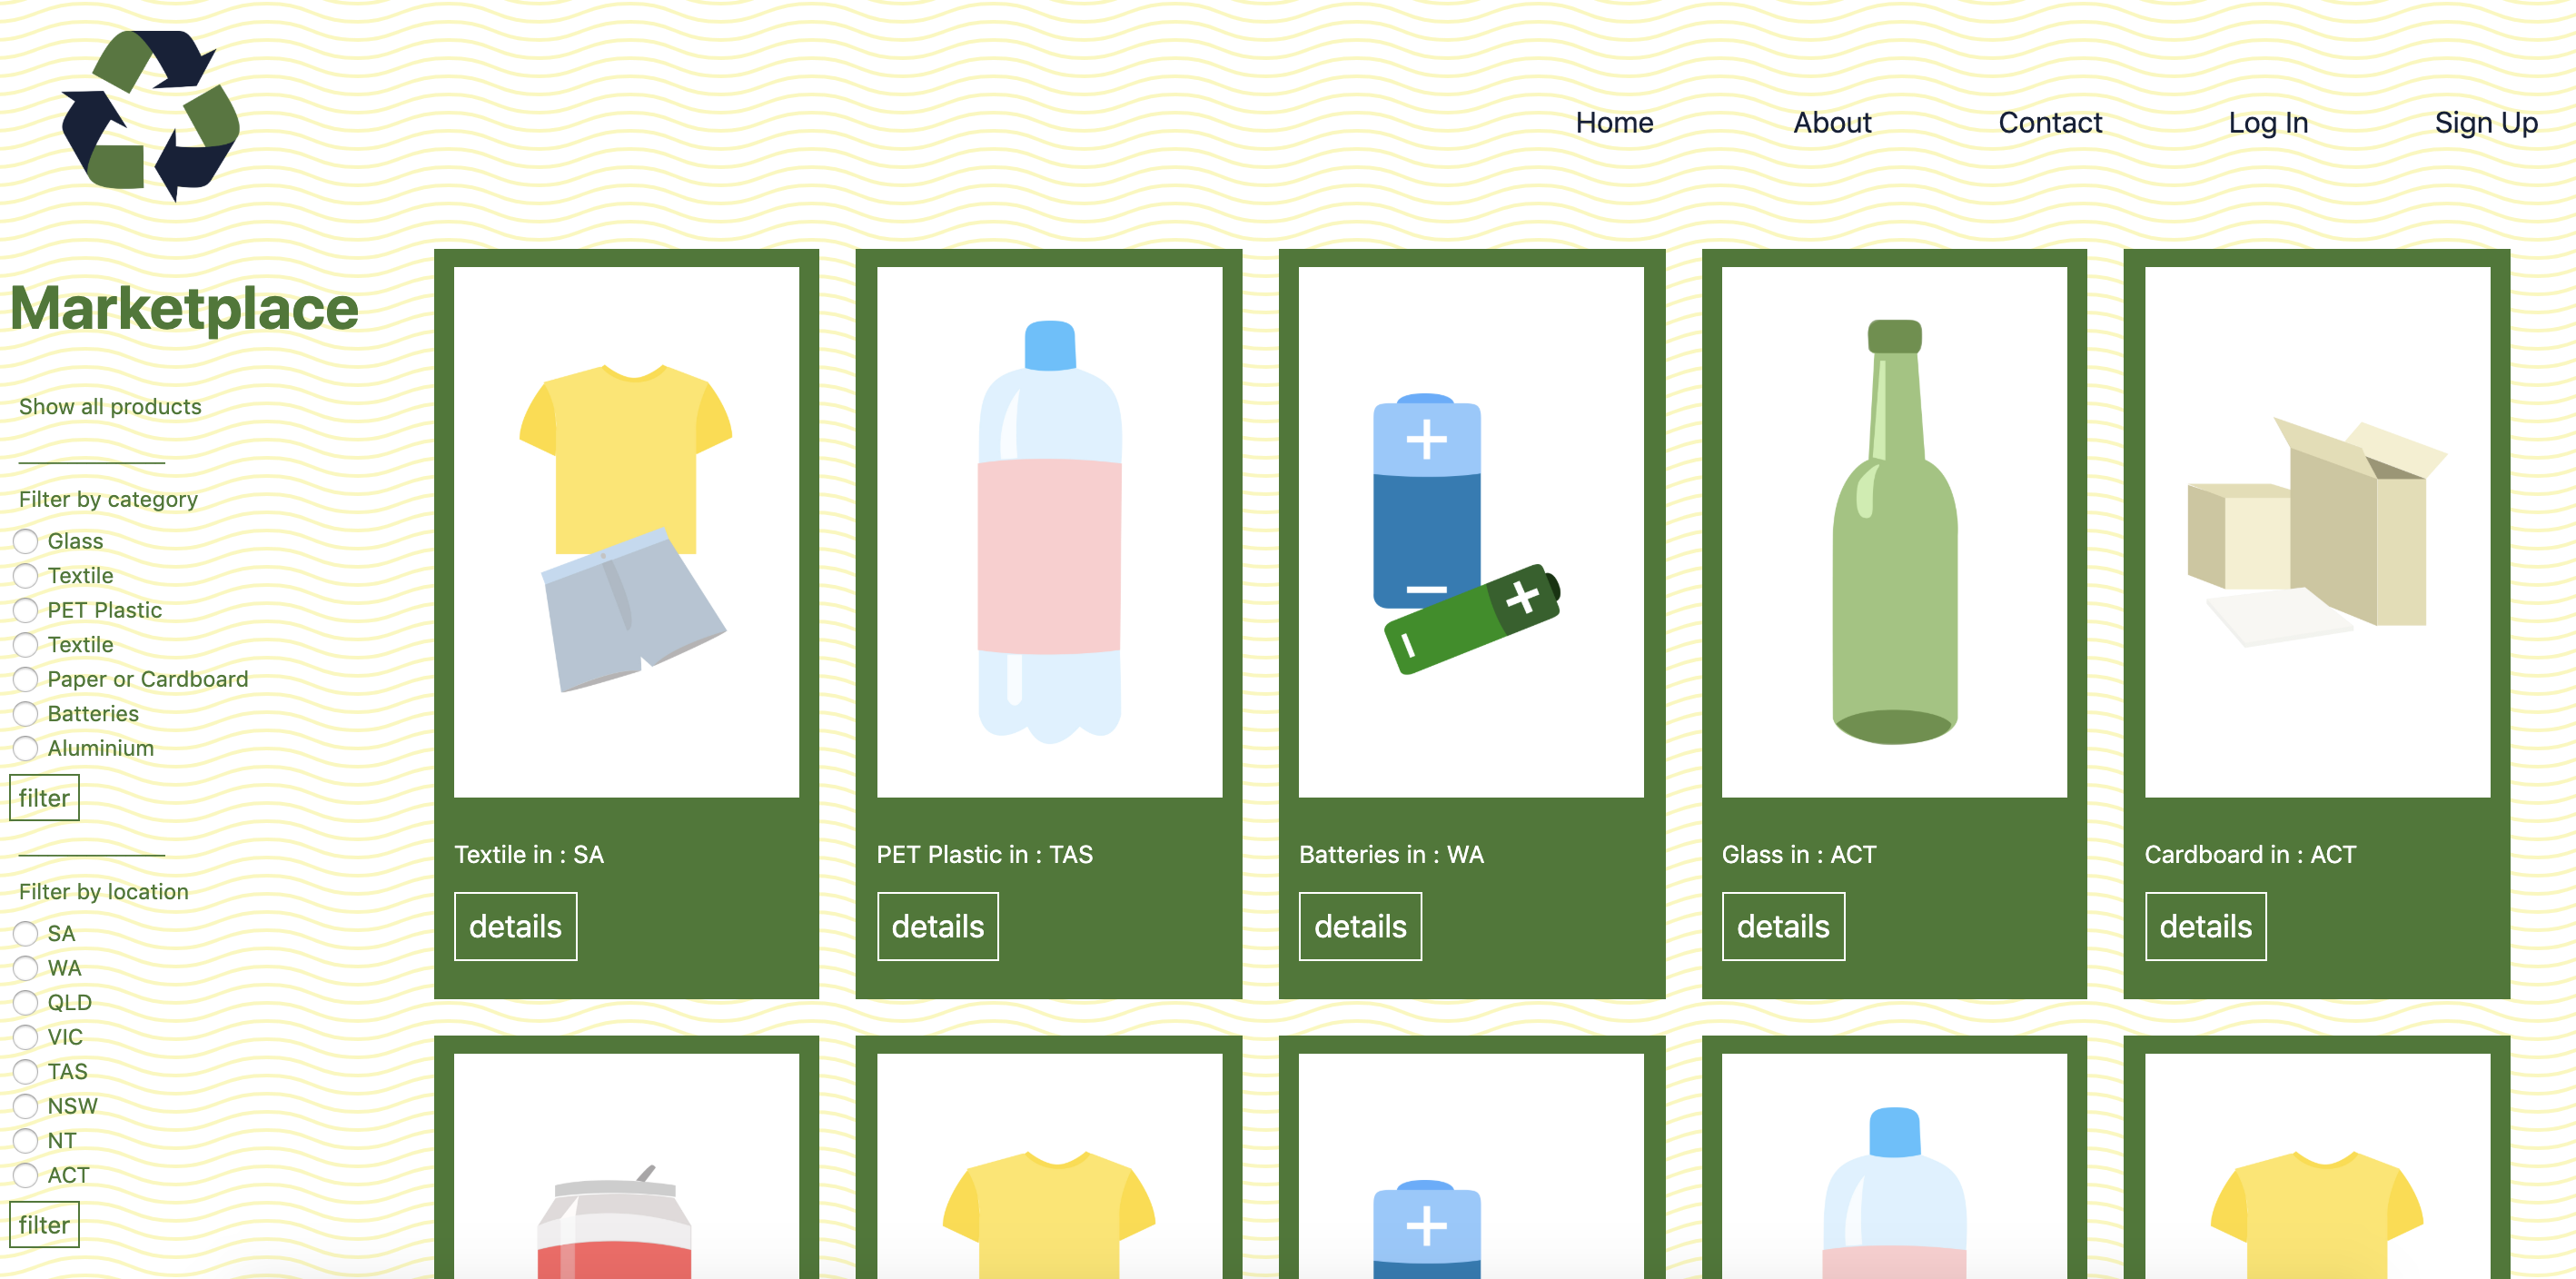 Home
About
Contact
Log In
Sign Up
Marketplace
Show all products
Filter by category
Glass
Textile
PET Plastic
Textile
Paper or Cardboard
Batteries
Aluminium
filter
Filter by location
SA
WA
QLD
VIC
TAS
NSW
NT
ACT
filter
Textile in : SA
details
PET Plastic in : TAS
details
Batteries in : WA
details
Glass in : ACT
details
Cardboard in : ACT
details